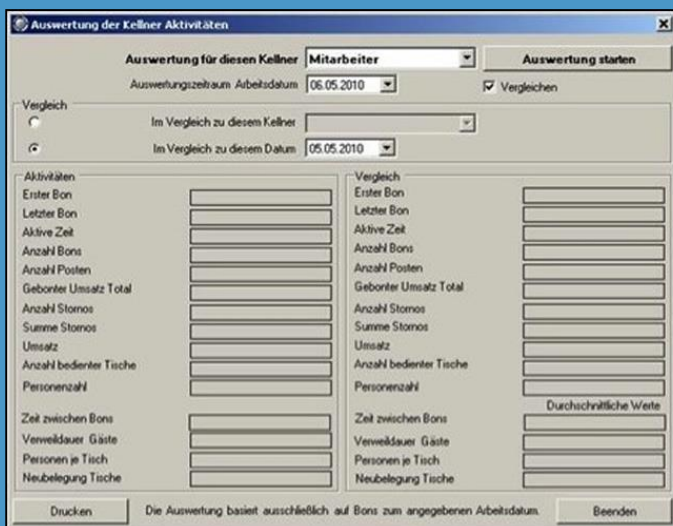 Auswertung der Kellner Aktivitäten
Auswertung für diesen Kellner Mitarbeiter Auswertung starten
Auswertungszeitraum Arbeitsdatum 06.05.2010 Vergleichen
Vergleich
Im Vergleich zu diesem Kellner
Im Vergleich zu diesem Datum 05.05.2010
Aktivitäten
Erster Bon
Letzter Bon
Aktive Zeit
Anzahl Bons
Anzahl Posten
Gebonter Umsatz Total
Anzahl Stornos
Summe Stornos
Umsatz
Anzahl bedienter Tische
Personenzahl
Zeit zwischen Bons
Verweildauer Gäste
Personen je Tisch
Neubelegung Tische
Vergleich
Erster Bon
Letzter Bon
Aktive Zeit
Anzahl Bons
Anzahl Posten
Gebonter Umsatz Total
Anzahl Stornos
Summe Stornos
Umsatz
Anzahl bedienter Tische
Personenzahl
Durchschnittliche Werte
Zeit zwischen Bons
Verweildauer Gäste
Personen je Tisch
Neubelegung Tische
Drucken Die Auswertung basiert ausschließlich auf Bons zum angegebenen Arbeitsdatum. Beenden